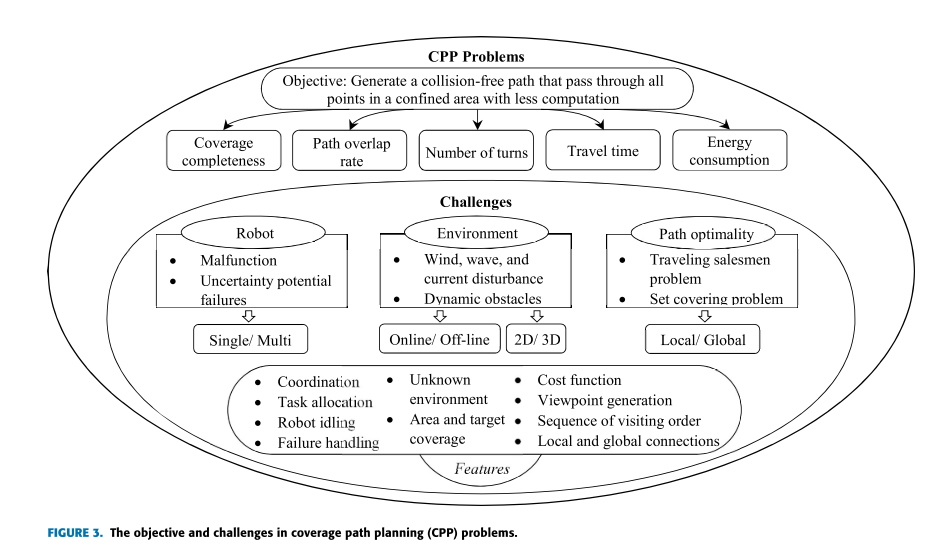 CPP Problems
Objective: Generate a collision-free path that pass through all
points in a confined area with less computation
Coverage
completeness
Path overlap
rate
Number of turns
Travel time
Energy
consumption
Challenges
Robot
• Malfunction
• Uncertainty potential
failures
Single/ Multi
Environment
• Wind, wave, and
current disturbance
• Dynamic obstacles
Online/ Off-line
2D/ 3D
Path optimality
• Traveling salesmen
problem
• Set covering problem
Local/ Global
• Coordination
• Task allocation
• Robot idling
• Failure handling
• Unknown
environment
• Area and target
coverage
• Cost function
• Viewpoint generation
• Sequence of visiting order
• Local and global connections
Features
FIGURE 3. The objective and challenges in coverage path planning (CPP) problems.